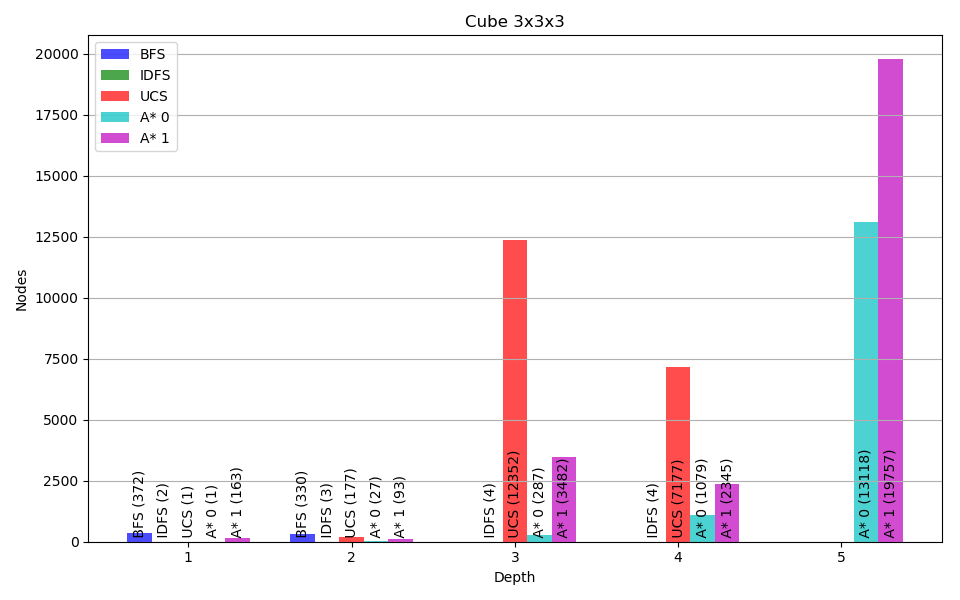 Cube 3x3x3
BFS
IDFS
UCS
A* 0
A* 1
Nodes
20000
17500
15000
12500
10000
7500
5000
2500
0
BFS (372)
IDFS (2)
UCS (1)
A* 0 (1)
A* 1 (163)
BFS (330)
IDFS (3)
UCS (177)
A* 0 (27)
A* 1 (93)
IDFS (4)
UCS (12352)
A* 0 (287)
A* 1 (3482)
IDFS (4)
UCS (7177)
A* 0 (1079)
A* 1 (2345)
A* 0 (13118)
A* 1 (19757)
1 2 3 4 5
Depth